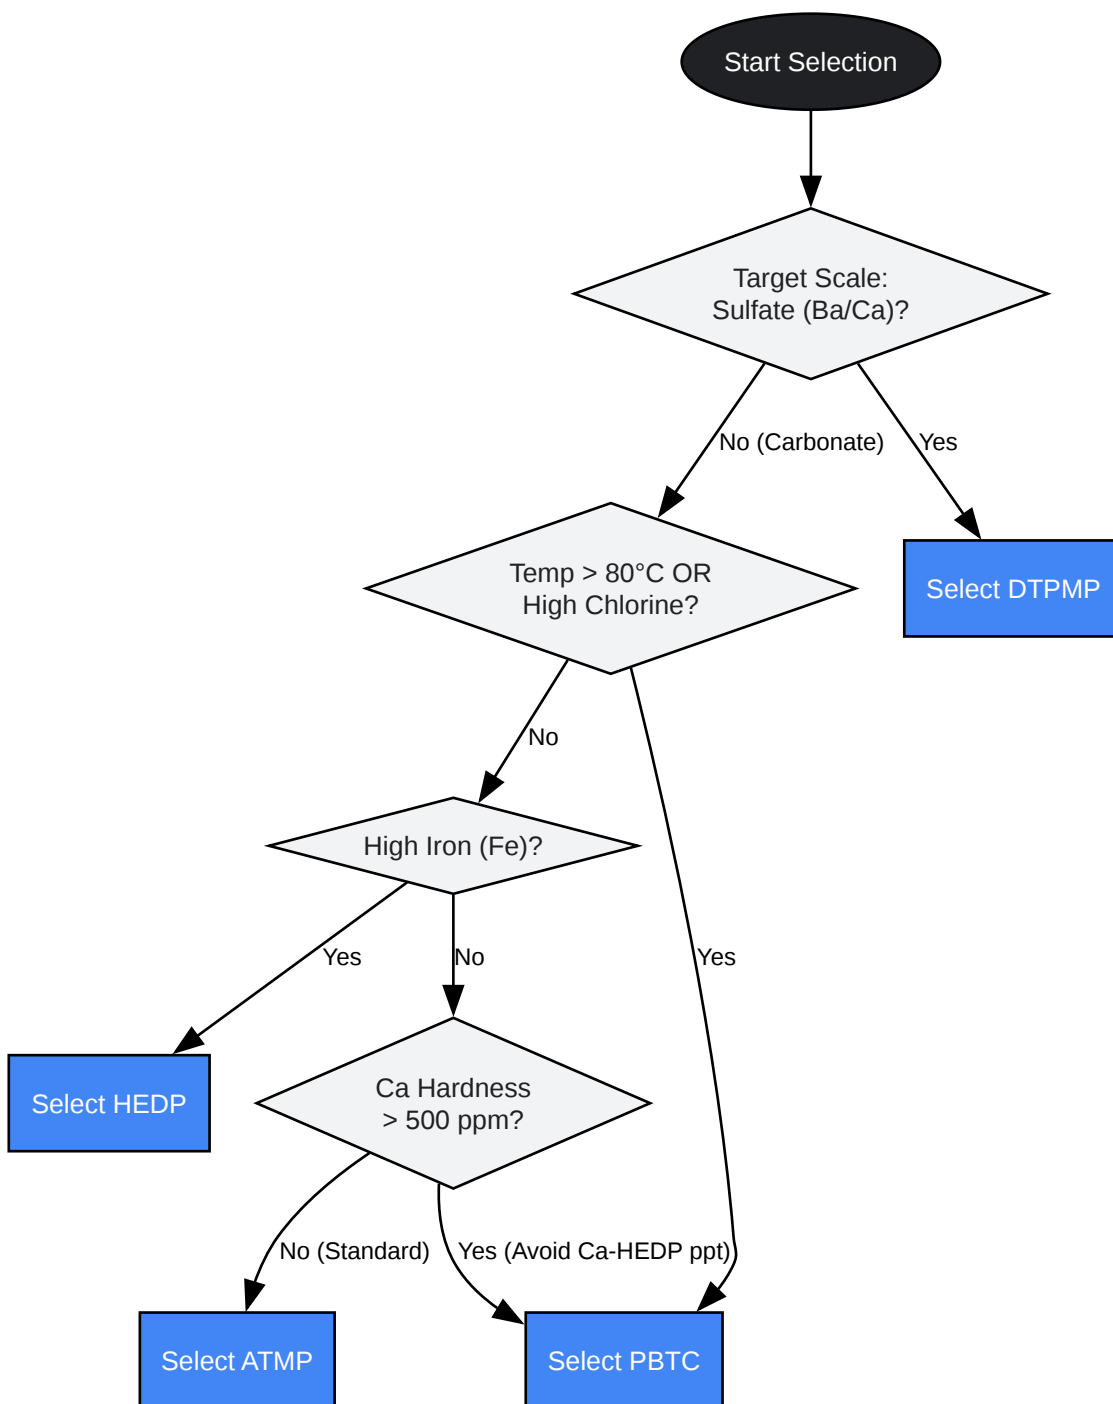 Start Selection
Target Scale:
Sulfate (Ba/Ca)?
No (Carbonate)
Yes
Temp > 80°C OR
High Chlorine?
Select DTPMP
No
High Iron (Fe)?
Yes
No
Yes
Select HEDP
Ca Hardness
> 500 ppm?
No (Standard)
Yes (Avoid Ca-HEDP ppt)
Select ATMP
Select PBTC